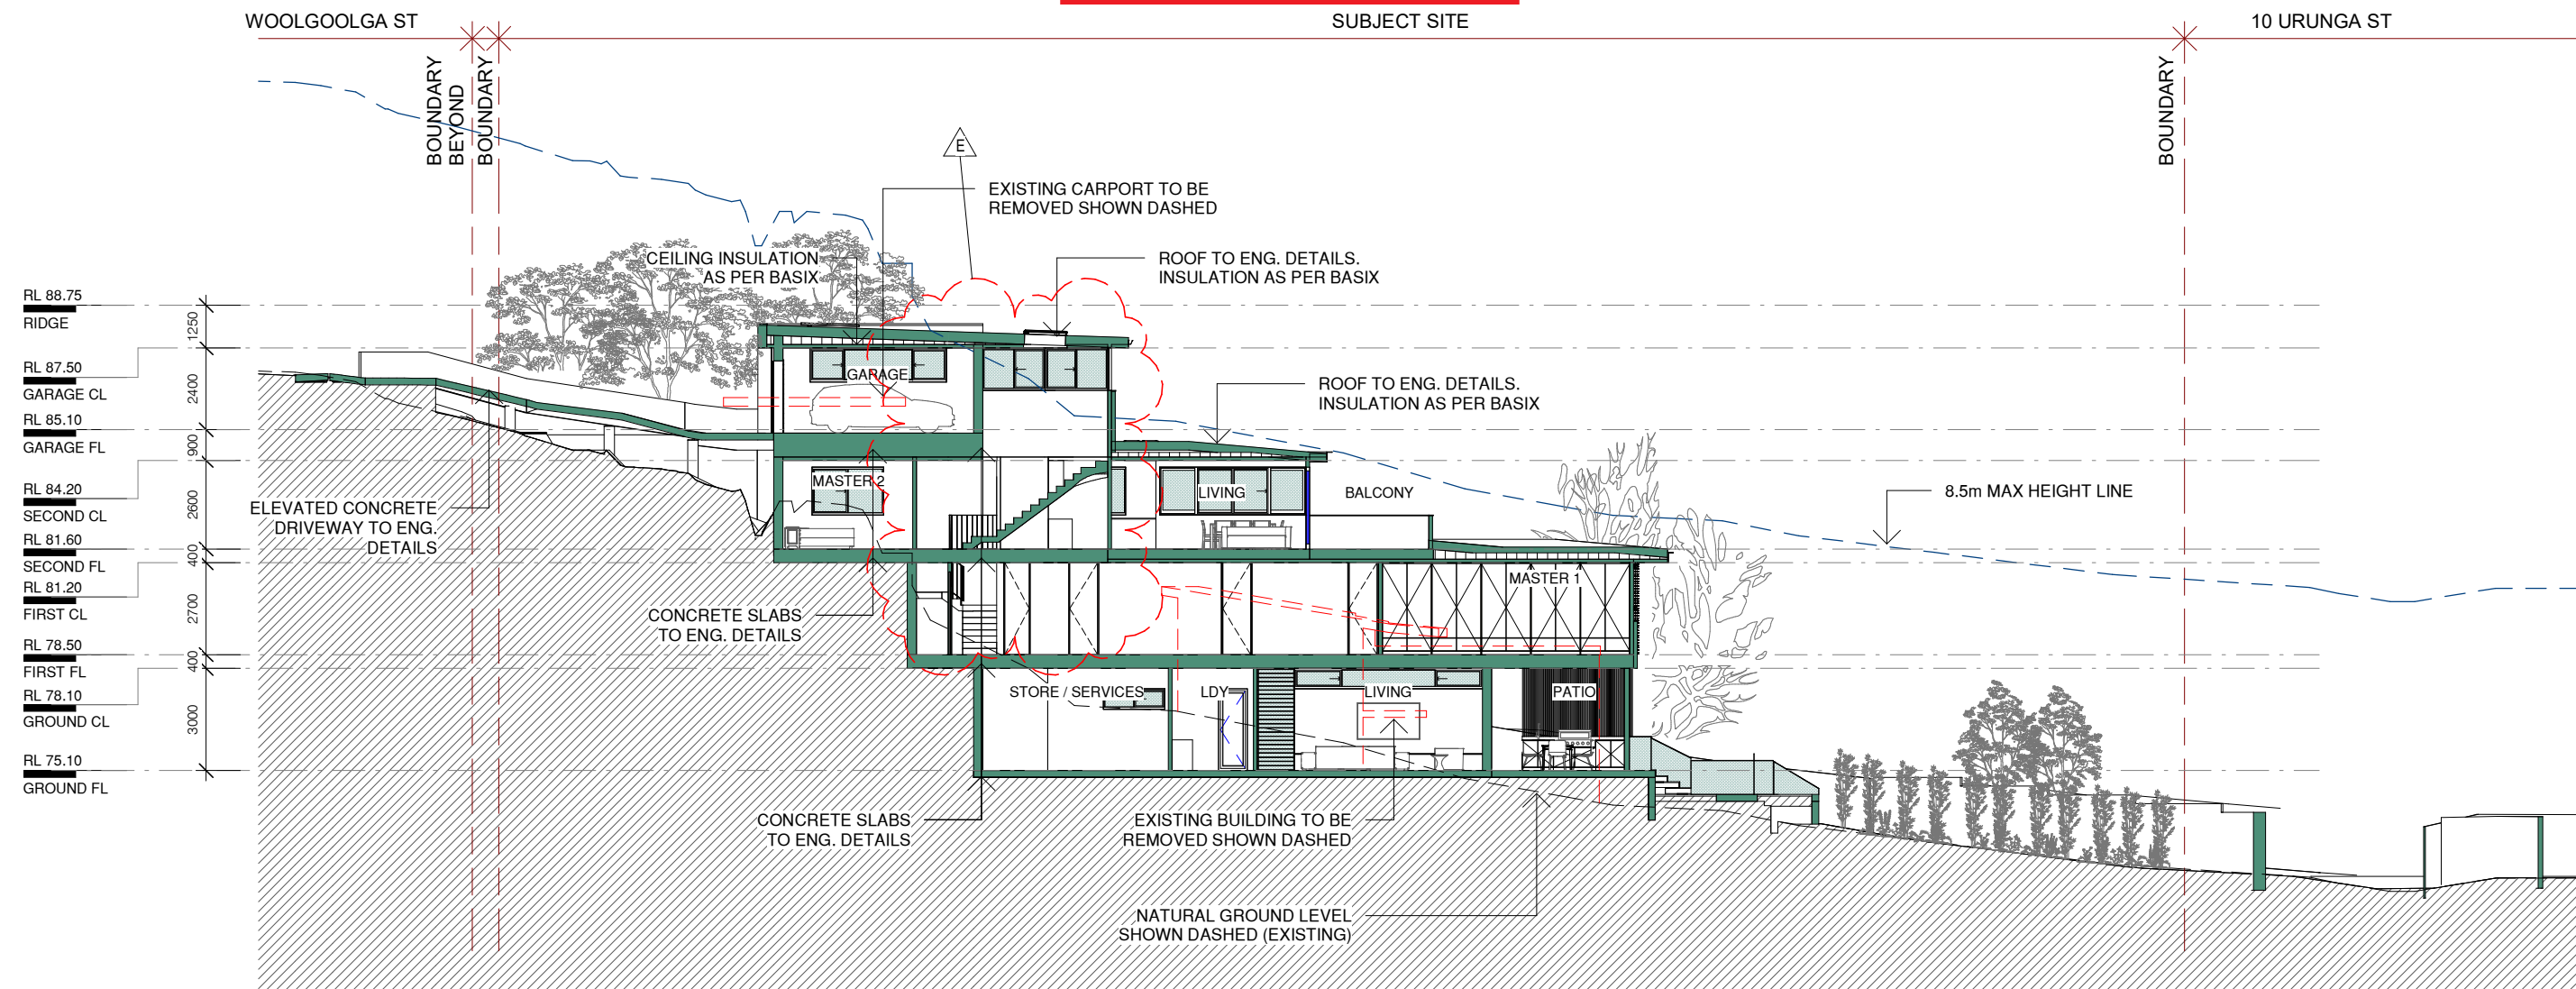 WOOLGOOLGA ST
SUBJECT SITE
10 URUNGA ST
BOUNDARY
BEYOND
BOUNDARY
BOUNDARY
E
EXISTING CARPORT TO BE
REMOVED SHOWN DASHED
CEILING INSULATION
AS PER BASIX
ROOF TO ENG. DETAILS.
INSULATION AS PER BASIX
RL 88.75
RIDGE
1250
RL 87.50
GARAGE CL
2400
RL 85.10
GARAGE FL
900
RL 84.20
SECOND CL
2600
RL 81.60
SECOND FL
400
RL 81.20
FIRST CL
2700
RL 78.50
FIRST FL
400
RL 78.10
GROUND CL
3000
RL 75.10
GROUND FL
GARAGE
ROOF TO ENG. DETAILS.
INSULATION AS PER BASIX
MASTER 2
LIVING
BALCONY
8.5m MAX HEIGHT LINE
ELEVATED CONCRETE
DRIVEWAY TO ENG.
DETAILS
MASTER 1
CONCRETE SLABS
TO ENG. DETAILS
STORE / SERVICES
LDY
LIVING
PATIO
CONCRETE SLABS
TO ENG. DETAILS
EXISTING BUILDING TO BE
REMOVED SHOWN DASHED
NATURAL GROUND LEVEL
SHOWN DASHED (EXISTING)